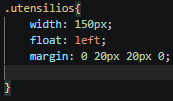 .utensilios{
width: 150px;
float: left;
margin: 0 20px 20px 0;
}